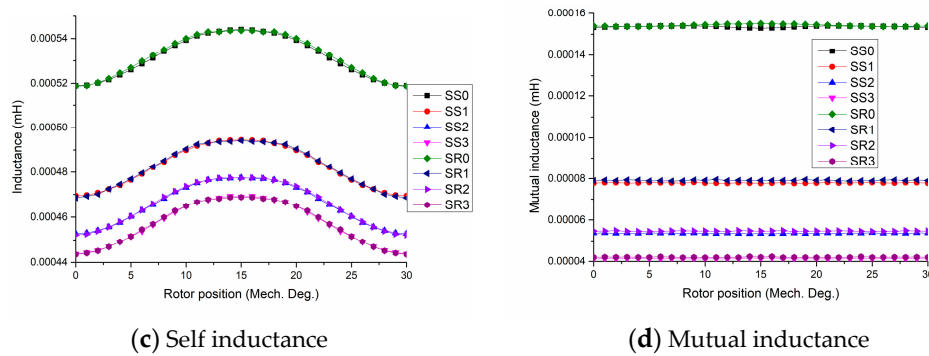 0.00054
0.00052
0.00050
0.00048
0.00046
0.00044
Inductance (mH)
0 5 10 15 20 25 30
Rotor position (Mech. Deg.)
SS0
SS1
SS2
SS3
SR0
SR1
SR2
GR3
(c) Self inductance
0.00016
0.00014
0.00012
0.00010
0.00008
0.00006
0.00004
Mutual inductance (mH)
0 5 10 15 20 25 30
Rotor position (Mech. Deg.)
SS0
SS1
SS2
SS3
SR0
SR1
SR2
SR3
(d) Mutual inductance